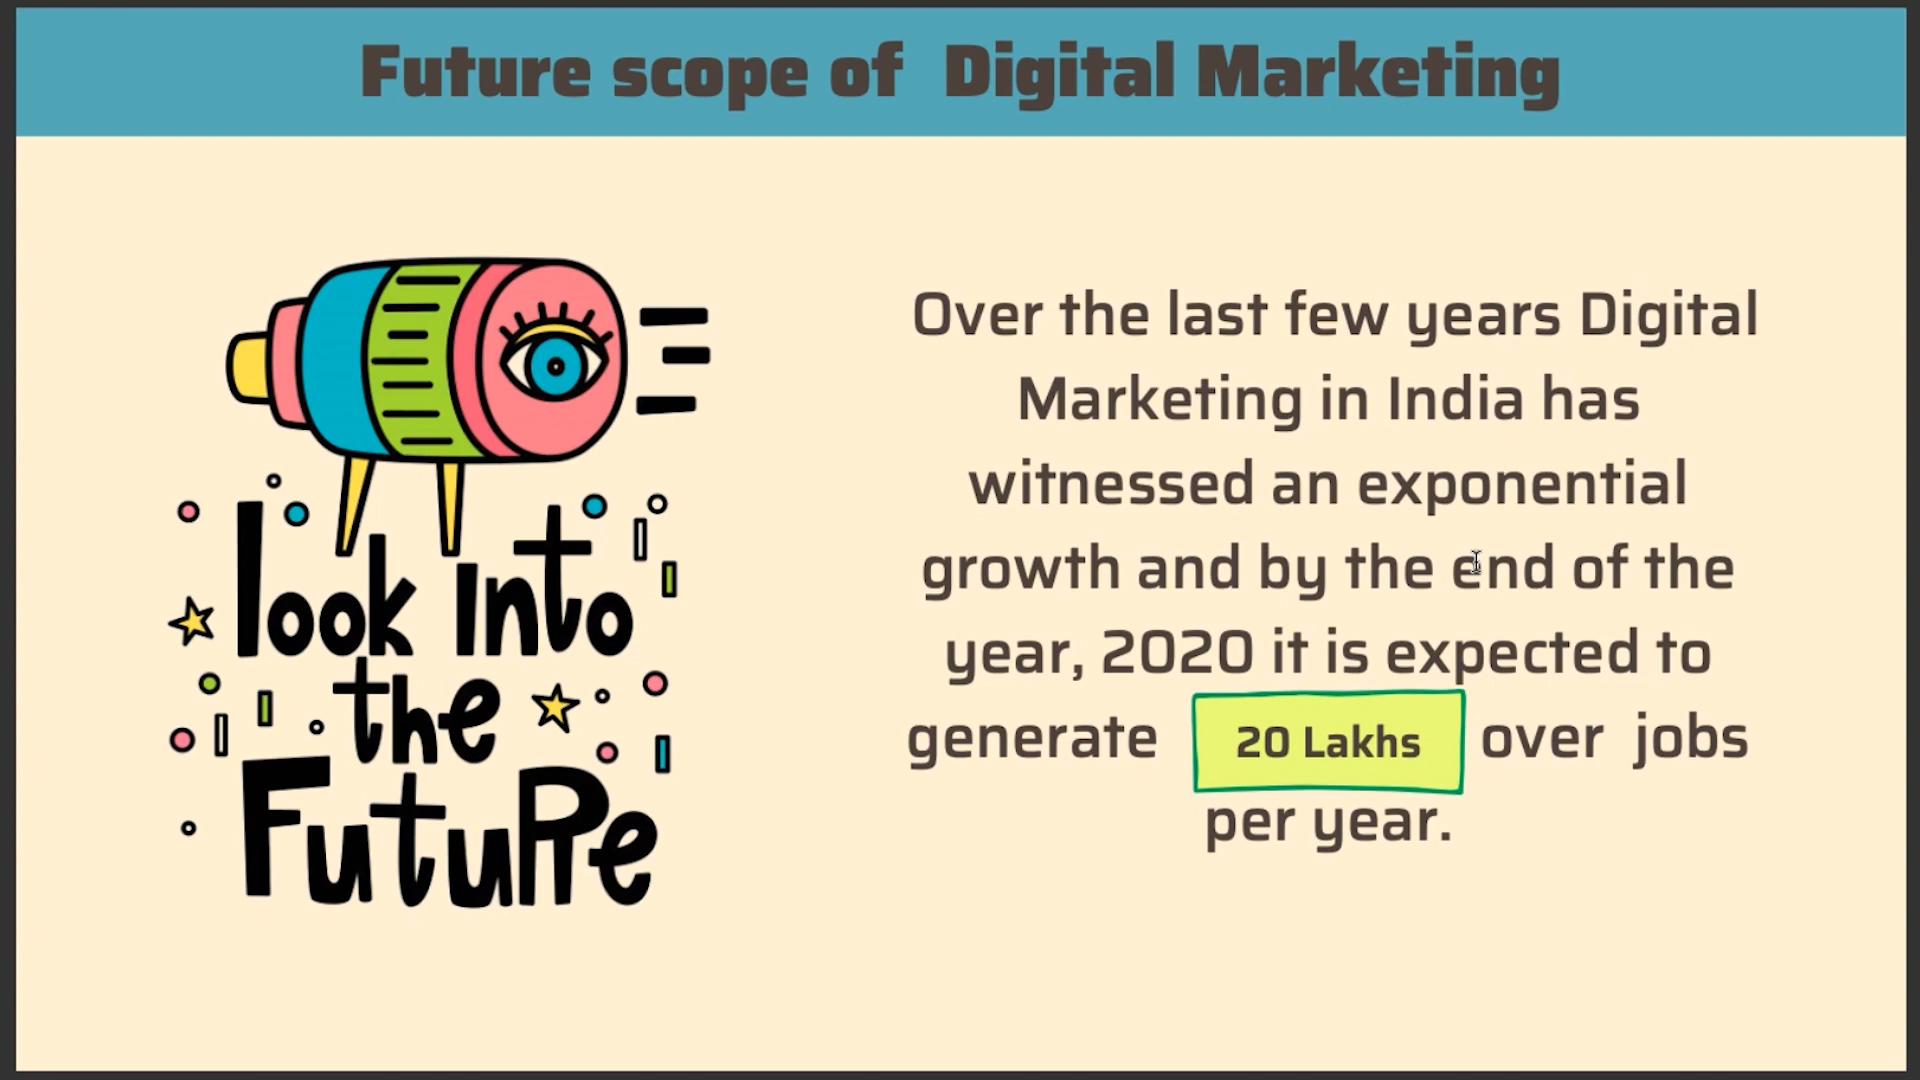 Future scope of Digital Marketing
look Into
the
Future
Over the last few years Digital
Marketing in India has
witnessed an exponential
growth and by the end of the
year, 2020 it is expected to
generate 20 Lakhs over jobs
per year.